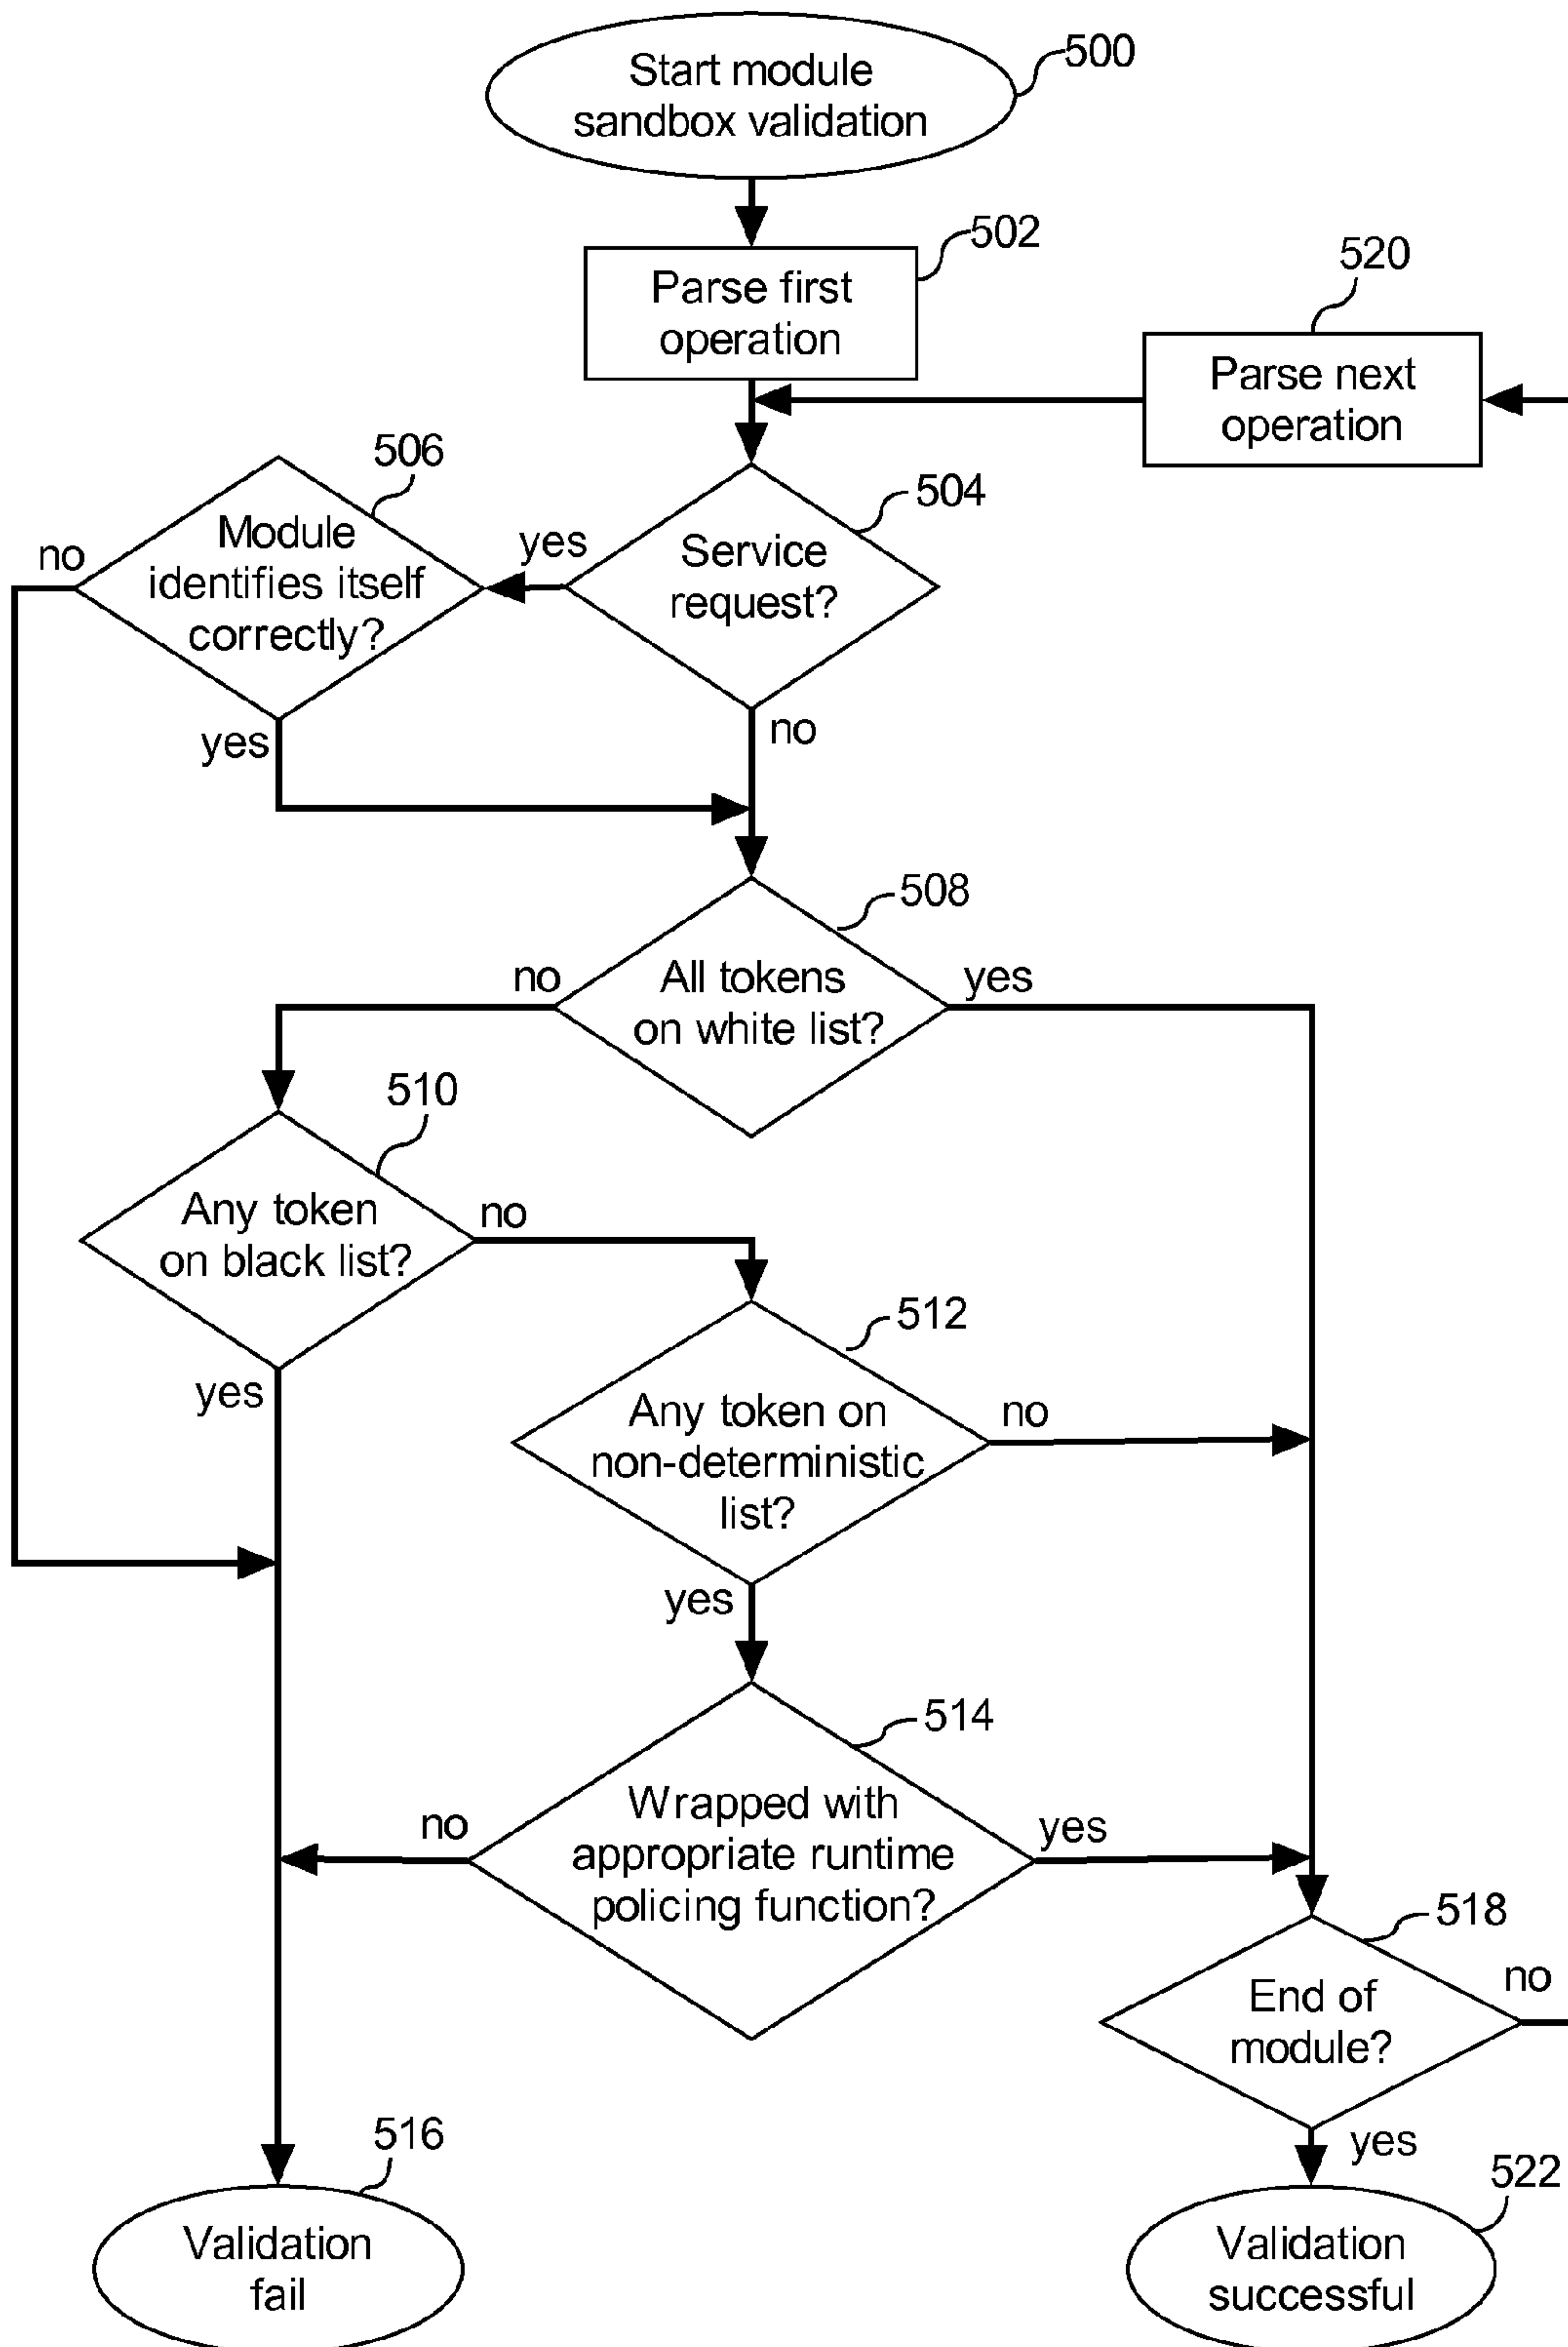 Start module
sandbox validation
500
Parse first
operation
502
Parse next
operation
520
Service
request?
504
yes
no
Module
identifies itself
correctly?
506
no
yes
All tokens
on white list?
508
no
yes
Any token
on black list?
510
no
yes
Any token on
non-deterministic
list?
512
no
yes
Wrapped with
appropriate runtime
policing function?
514
no
yes
End of
module?
518
no
yes
Validation
fail
516
Validation
successful
522